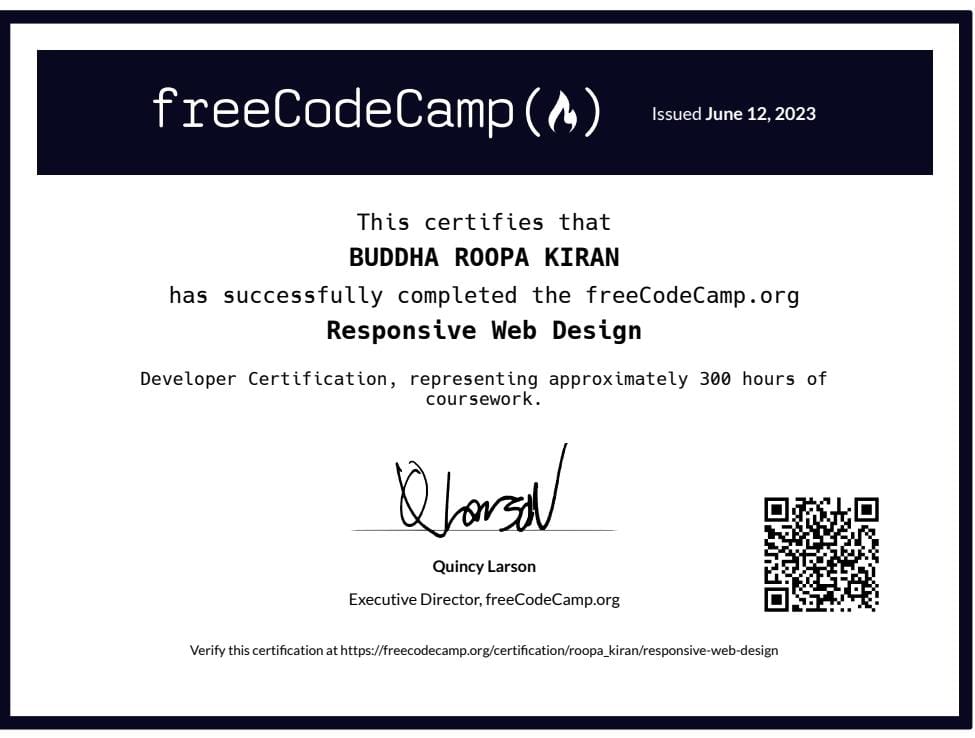 freeCodeCamp
Issued June 12, 2023
This certifies that
BUDDHA ROOPA KIRAN
has successfully completed the freeCodeCamp.org
Responsive Web Design
Developer Certification, representing approximately 300 hours of
coursework.
Q Larson
Quincy Larson
Executive Director, freeCodeCamp.org
Verify this certification at https://freecodecamp.org/certification/roopa_kiran/responsive-web-design